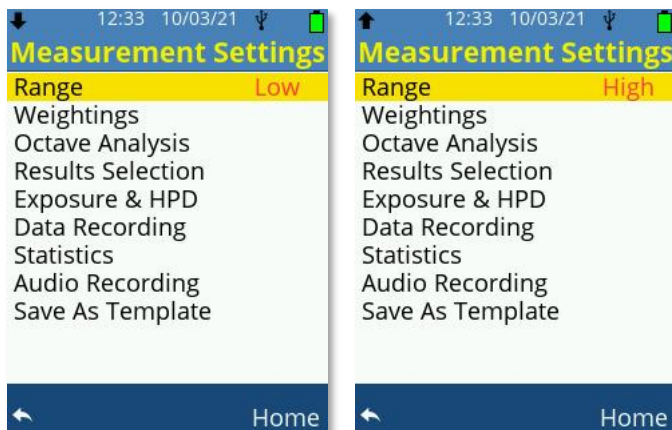 12:33 10/03/21
Measurement Settings
Range Low
Weightings
Octave Analysis
Results Selection
Exposure & HPD
Data Recording
Statistics
Audio Recording
Save As Template
Home
12:33 10/03/21
Measurement Settings
Range High
Weightings
Octave Analysis
Results Selection
Exposure & HPD
Data Recording
Statistics
Audio Recording
Save As Template
Home